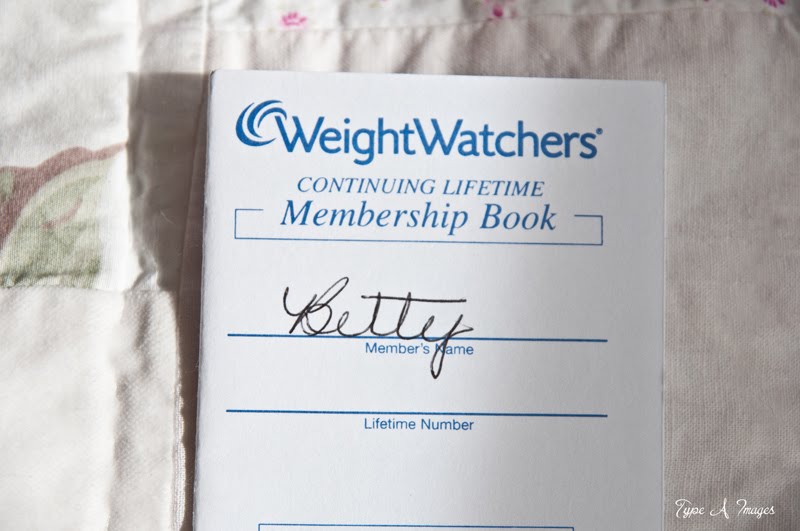 WeightWatchers®
CONTINUING LIFETIME
Membership Book
Betty
Member's Name
Lifetime Number
Type A Images